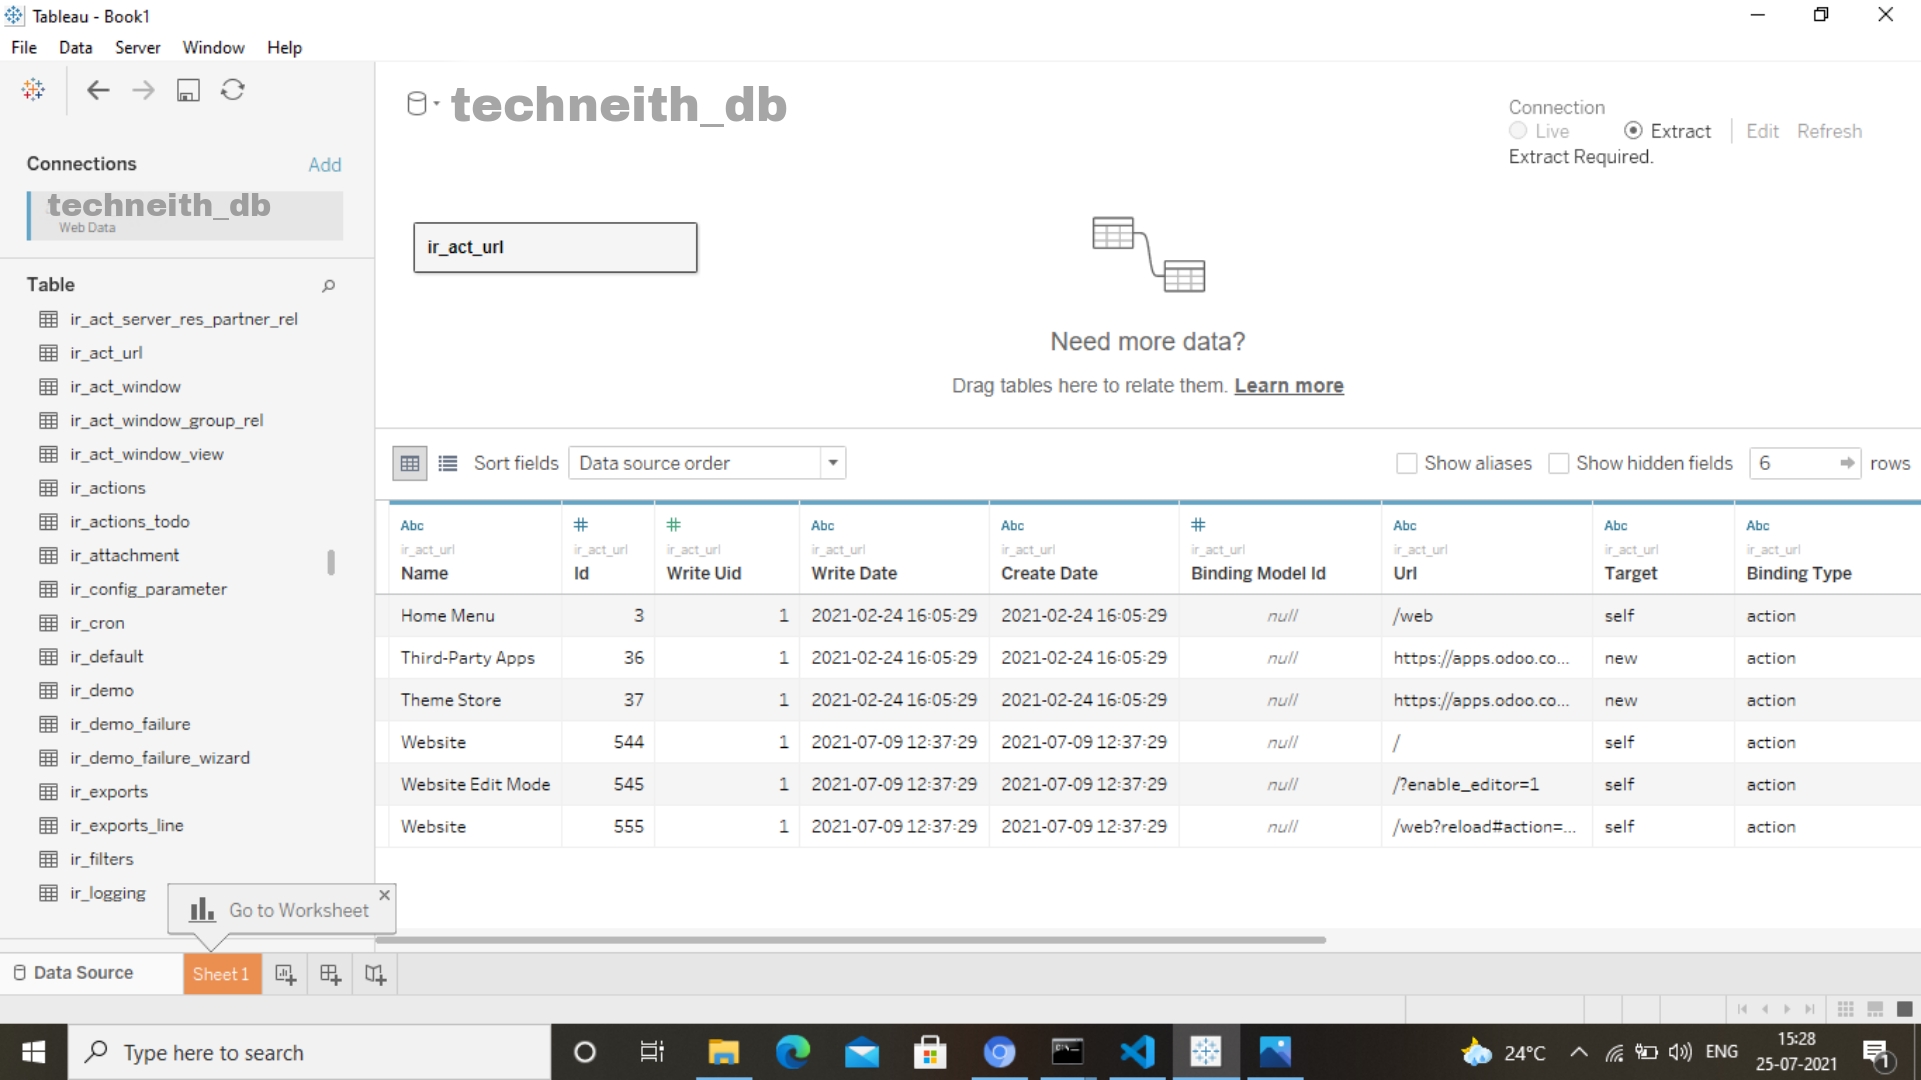 Tableau - Book1
File Data Server Window Help
techneith_db
Connection
Live Extract Edit Refresh
Extract Required.
Connections Add
techneith_db
Web Data
ir_act_url
Need more data?
Drag tables here to relate them. Learn more
Table
ir_act_server_res_partner_rel
ir_act_url
ir_act_window
ir_act_window_group_rel
ir_act_window_view
ir_actions
ir_actions_todo
ir_attachment
ir_config_parameter
ir_cron
ir_default
ir_demo
ir_demo_failure
ir_demo_failure_wizard
ir_exports
ir_exports_line
ir_filters
ir_logging
Sort fields Data source order Show aliases Show hidden fields 6 rows
Abc # # Abc Abc # Abc Abc Abc
ir_act_url ir_act_url ir_act_url ir_act_url ir_act_url ir_act_url ir_act_url ir_act_url ir_act_url
Name Id Write Uid Write Date Create Date Binding Model Id Url Target Binding Type
Home Menu 3 1 2021-02-24 16:05:29 2021-02-24 16:05:29 null /web self action
Third-Party Apps 36 1 2021-02-24 16:05:29 2021-02-24 16:05:29 null https://apps.odoo.co... new action
Theme Store 37 1 2021-02-24 16:05:29 2021-02-24 16:05:29 null https://apps.odoo.co... new action
Website 544 1 2021-07-09 12:37:29 2021-07-09 12:37:29 null / self action
Website Edit Mode 545 1 2021-07-09 12:37:29 2021-07-09 12:37:29 null /?enable_editor=1 self action
Website 555 1 2021-07-09 12:37:29 2021-07-09 12:37:29 null /web?reload#action=... self action
Go to Worksheet
Data Source Sheet 1
Type here to search
24°C ENG 15:28
25-07-2021
1